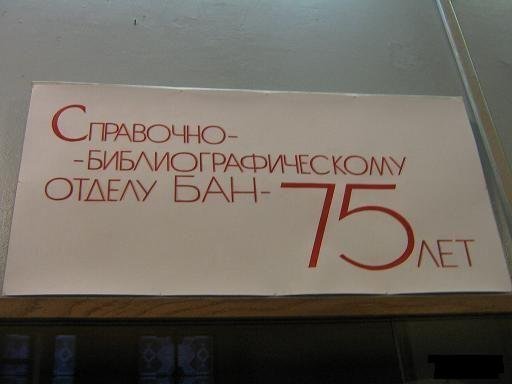 Справочно-
-библиографическому
отделу БАН-75 лет